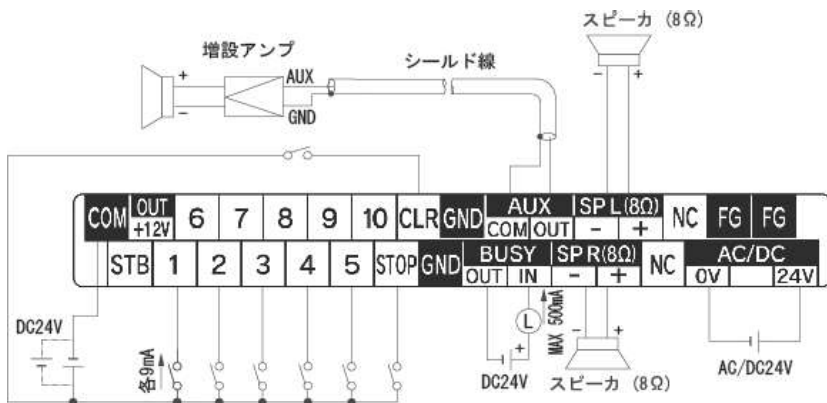 スピーカ (8Ω)
増設アンプ
シールド線
+
-
AUX
GND
- +
COM OUT +12V 6 7 8 9 10 CLR GND AUX COM OUT SP L(8Ω) - + NC FG FG
STB 1 2 3 4 5 STOP GND BUSY OUT IN SP R(8Ω) - + NC AC/DC 0V 24V
DC24V
各9mA
L
MAX 500mA
- +
+
DC24V
スピーカ (8Ω)
AC/DC24V